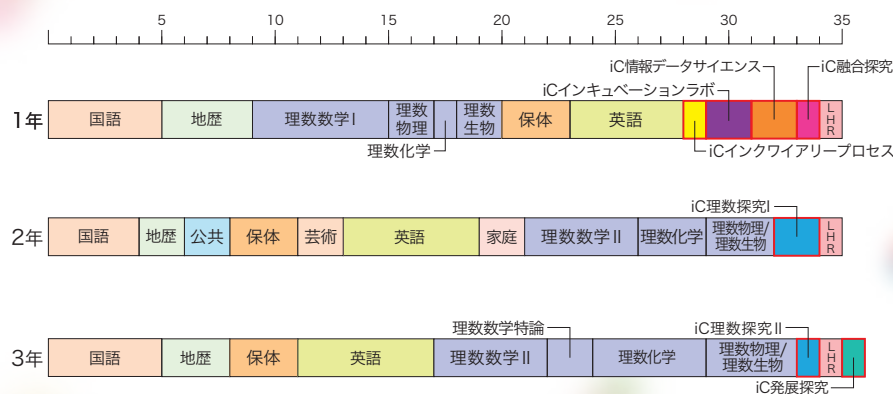 5 10 15 20 25 30 35
iC情報データサイエンス iC融合探究
iCインキュベーションラボ
1年 国語 地歴 理数数学Ⅰ 理数物理 理数生物 保体 英語 LHR
理数化学 iCインクワイアリープロセス
iC理数探究Ⅰ
2年 国語 地歴 公共 保体 芸術 英語 家庭 理数数学Ⅱ 理数化学 理数物理/理数生物 LHR
理数数学特論 iC理数探究Ⅱ
3年 国語 地歴 保体 英語 理数数学Ⅱ 理数化学 理数物理/理数生物 LHR
iC発展探究